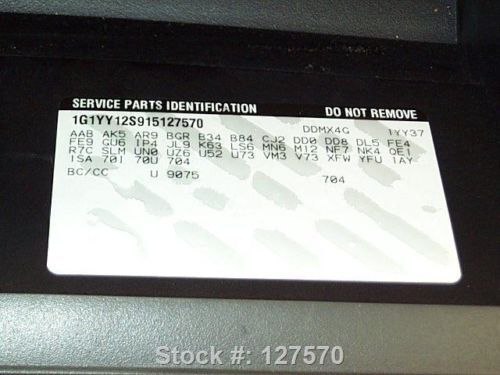 SERVICE PARTS IDENTIFICATION DO NOT REMOVE
1G1YY12S915127570 DDMX4G 1YY37
AAB AK5 AR9 BGR B34 B84 CJ2 DD0 DD8 DL5 FE4
FE9 GU6 IP4 JL9 K63 LS6 MN6 M12 NF7 NK4 OE1
R7C SLM UN0 UZ6 U52 U73 VM3 V73 XFW YFU 1AY
1SA 70I 70U 704
BC/CC U 9075 704
Stock #: 127570